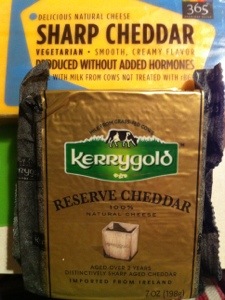 365
DELICIOUS NATURAL CHEESE
SHARP CHEDDAR
VEGETARIAN • SMOOTH, CREAMY FLAVOR
PRODUCED WITHOUT ADDED HORMONES
WITH MILK FROM COWS NOT TREATED WITH
Kerrygold
RESERVE CHEDDAR
100%
NATURAL CHEESE
AGED OVER 2 YEARS
DISTINCTIVELY SHARP AGED CHEDDAR
IMPORTED FROM IRELAND
7 OZ (198g)